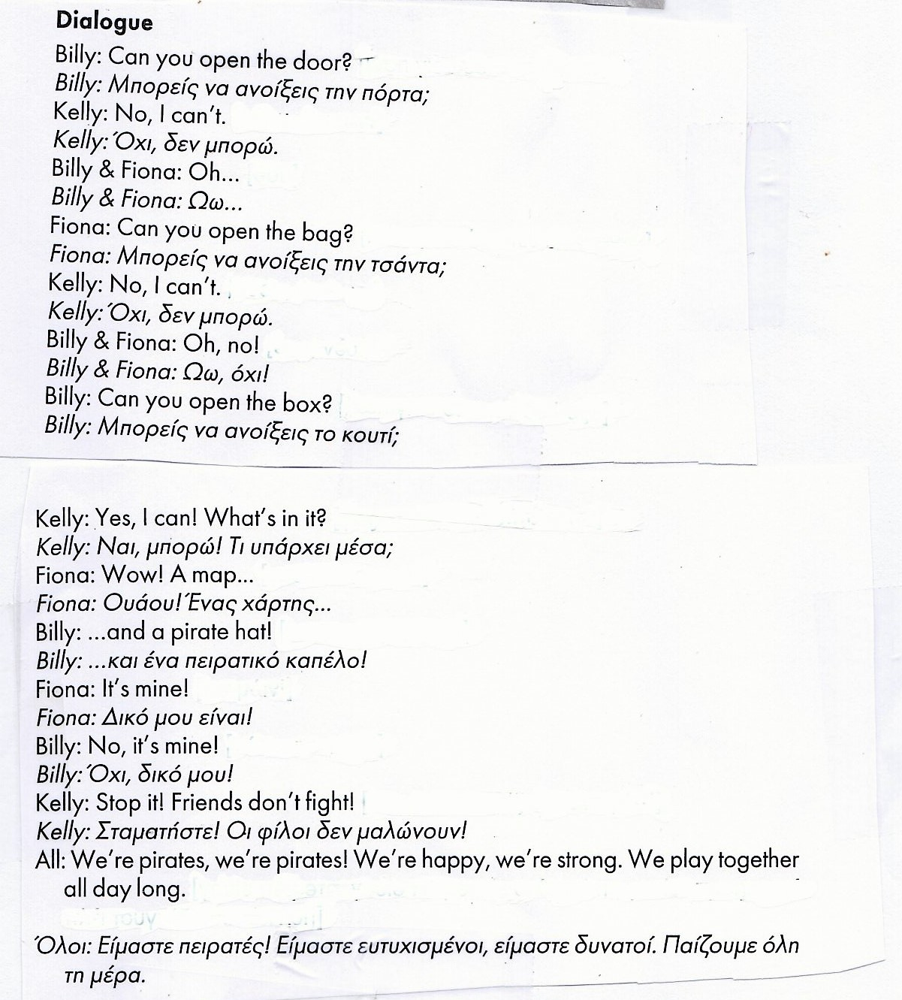 Dialogue
Billy: Can you open the door?
Billy: Μπορείς να ανοίξεις την πόρτα;
Kelly: No, I can't.
Kelly: Όχι, δεν μπορώ.
Billy & Fiona: Oh...
Billy & Fiona: Ωω...
Fiona: Can you open the bag?
Fiona: Μπορείς να ανοίξεις την τσάντα;
Kelly: No, I can't.
Kelly: Όχι, δεν μπορώ.
Billy & Fiona: Oh, no!
Billy & Fiona: Ωω, όχι!
Billy: Can you open the box?
Billy: Μπορείς να ανοίξεις το κουτί;
Kelly: Yes, I can! What's in it?
Kelly: Ναι, μπορώ! Τι υπάρχει μέσα;
Fiona: Wow! A map...
Fiona: Ουάου! Ένας χάρτης...
Billy: ...and a pirate hat!
Billy: ...και ένα πειρατικό καπέλο!
Fiona: It's mine!
Fiona: Δικό μου είναι!
Billy: No, it's mine!
Billy: Όχι, δικό μου!
Kelly: Stop it! Friends don't fight!
Kelly: Σταματήστε! Οι φίλοι δεν μαλώνουν!
All: We're pirates, we're pirates! We're happy, we're strong. We play together
all day long.
Όλοι: Είμαστε πειρατές! Είμαστε ευτυχισμένοι, είμαστε δυνατοί. Παίζουμε όλη
τη μέρα.